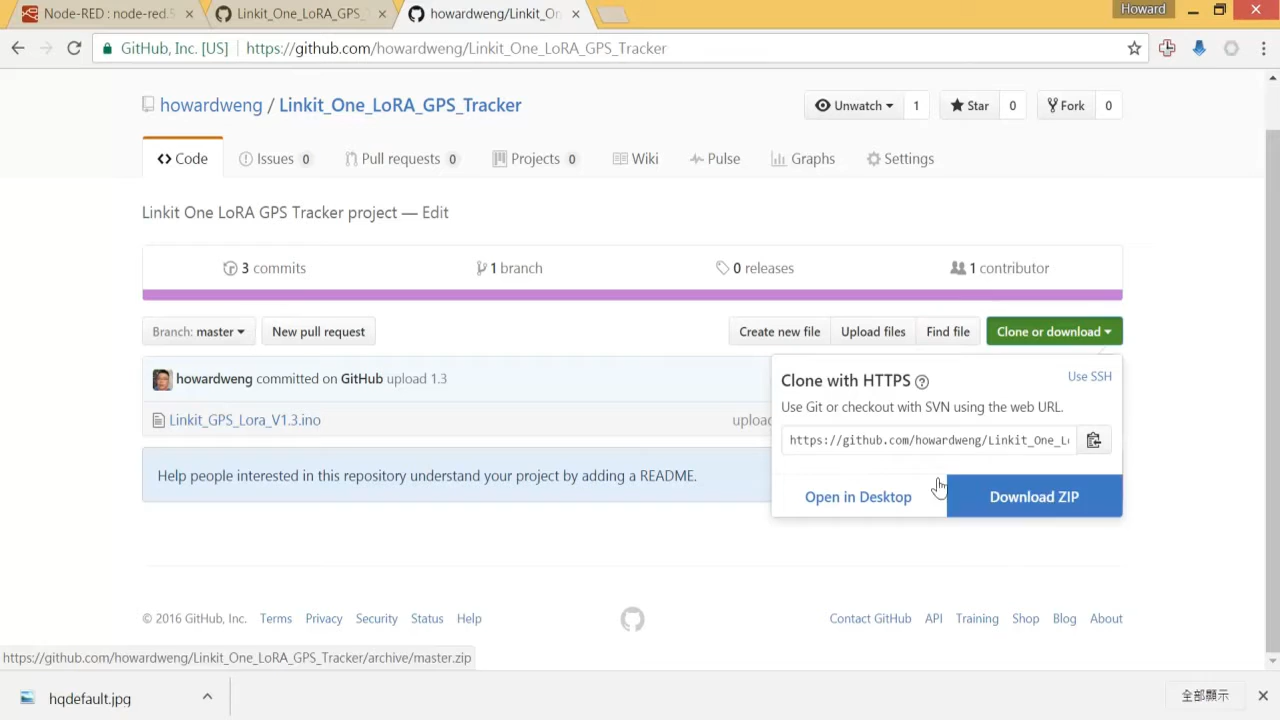 Node-RED : node-red.5
Linkit_One_LoRA_GPS_T
howardweng/Linkit_On
Howard
GitHub, Inc. [US]
https://github.com/howardweng/Linkit_One_LoRA_GPS_Tracker
howardweng / Linkit_One_LoRA_GPS_Tracker
Unwatch 1
Star 0
Fork 0
Code
Issues 0
Pull requests 0
Projects 0
Wiki
Pulse
Graphs
Settings
Linkit One LoRA GPS Tracker project — Edit
3 commits
1 branch
0 releases
1 contributor
Branch: master
New pull request
Create new file
Upload files
Find file
Clone or download
howardweng committed on GitHub upload 1.3
Linkit_GPS_Lora_V1.3.ino
upload
Help people interested in this repository understand your project by adding a README.
Clone with HTTPS ?
Use SSH
Use Git or checkout with SVN using the web URL.
https://github.com/howardweng/Linkit_One_L
Open in Desktop
Download ZIP
© 2016 GitHub, Inc.
Terms
Privacy
Security
Status
Help
Contact GitHub
API
Training
Shop
Blog
About
https://github.com/howardweng/Linkit_One_LoRA_GPS_Tracker/archive/master.zip
hqdefault.jpg
全部顯示